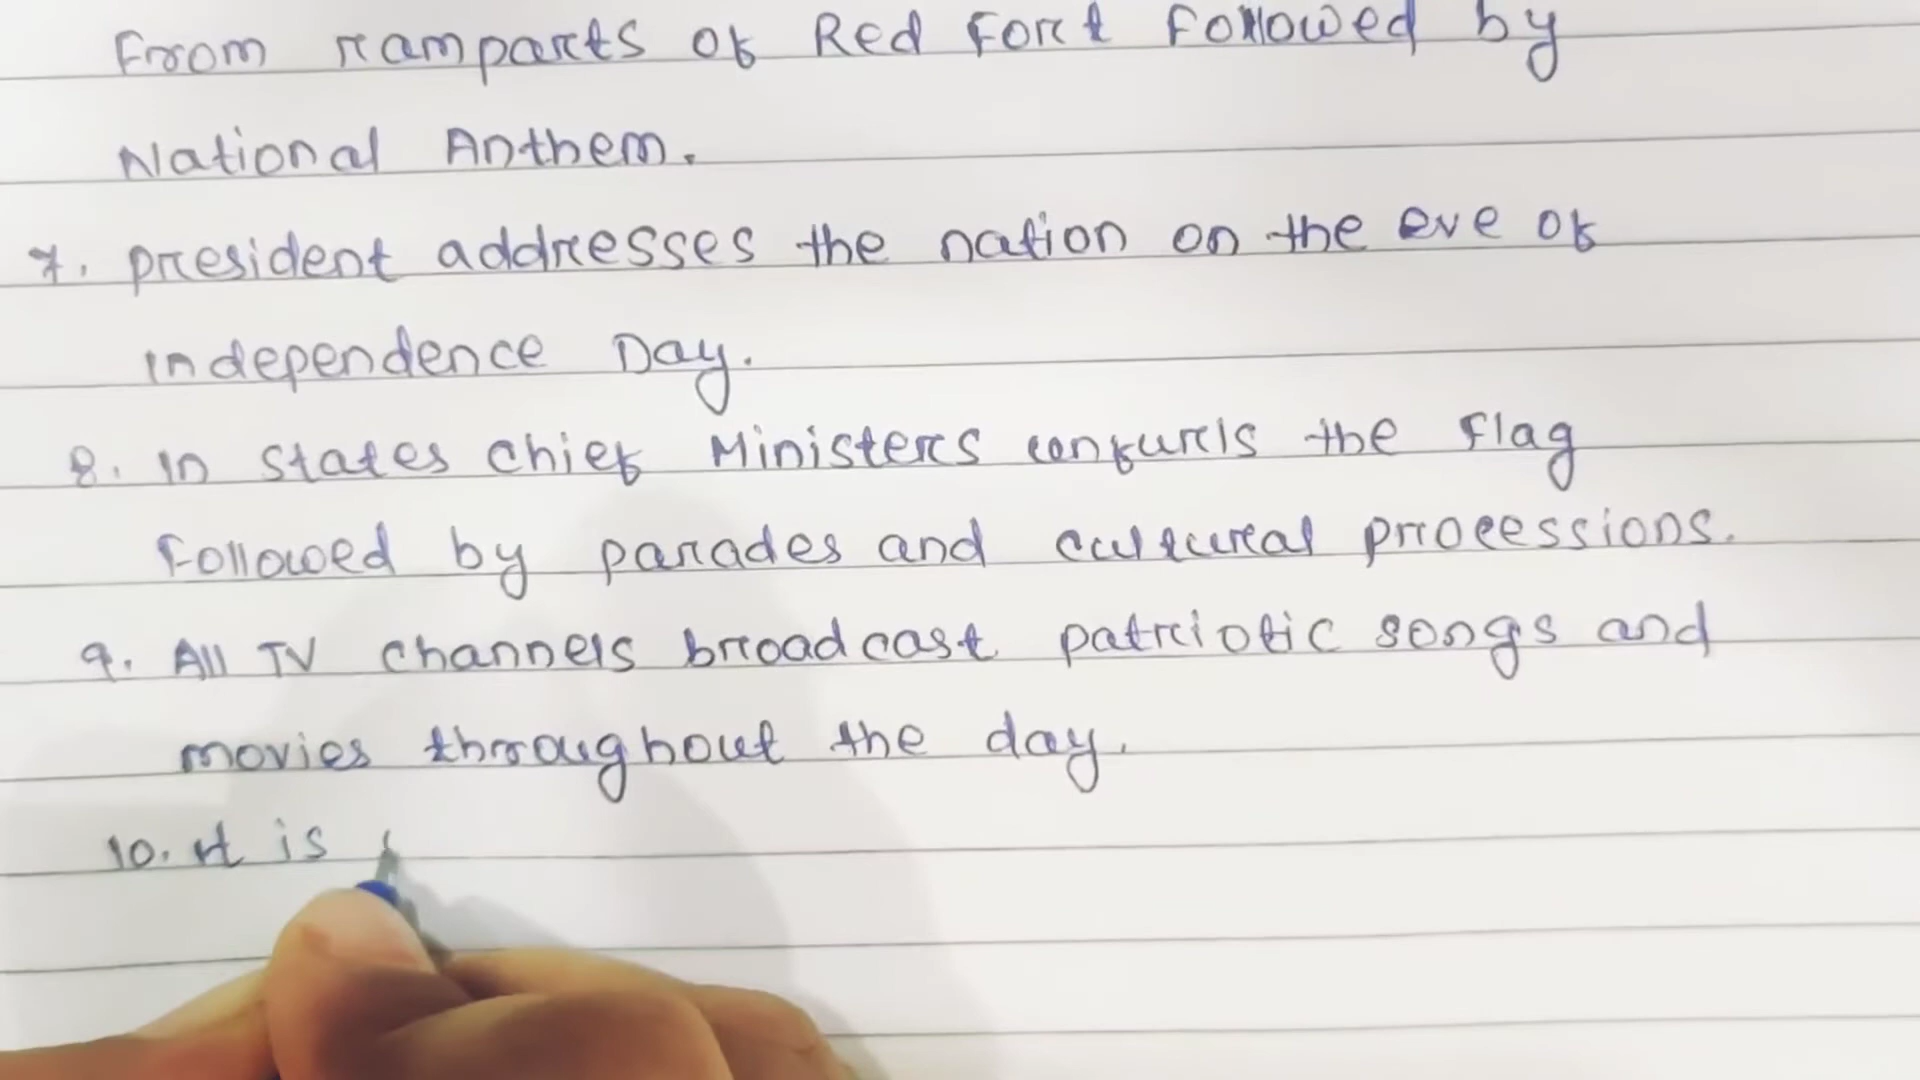 From ramparts of Red Fort Followed by
National Anthem.
7. president addresses the nation on the eve of
independence Day.
8. In states chief Ministers unfurls the Flag
Followed by parades and cultural processions.
9. All TV channels broadcast patriotic songs and
movies throughout the day.
10. It is